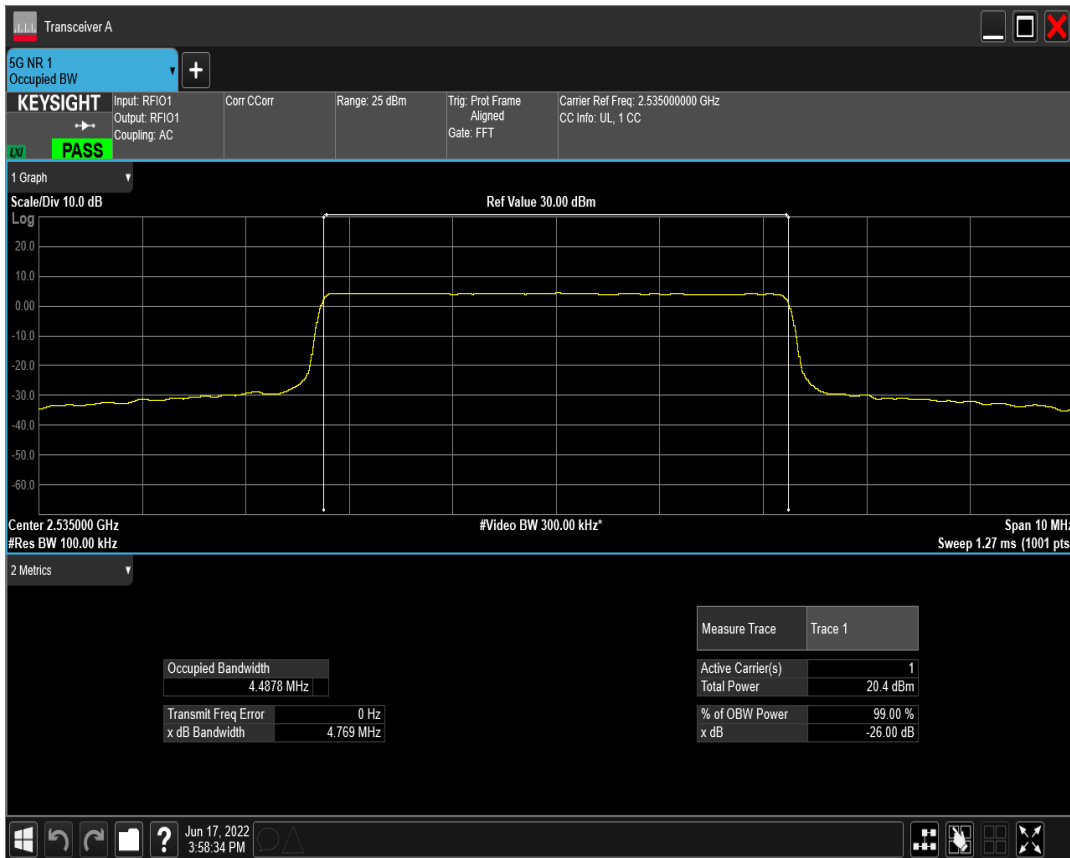 Transceiver A
5G NR 1
Occupied BW
+
KEYSIGHT
LXI
PASS
Input: RFIO1
Output: RFIO1
Coupling: AC
Corr CCorr
Range: 25 dBm
Trig: Prot Frame
Aligned
Gate: FFT
Carrier Ref Freq: 2.535000000 GHz
CC Info: UL, 1 CC
1 Graph
Scale/Div 10.0 dB
Ref Value 30.00 dBm
Log
20.0
10.0
0.00
-10.0
-20.0
-30.0
-40.0
-50.0
-60.0
Center 2.535000 GHz
#Video BW 300.00 kHz*
Span 10 MHz
#Res BW 100.00 kHz
Sweep 1.27 ms (1001 pts
2 Metrics
Measure Trace Trace 1
Occupied Bandwidth
4.4878 MHz
Active Carrier(s) 1
Total Power 20.4 dBm
Transmit Freq Error 0 Hz
x dB Bandwidth 4.769 MHz
% of OBW Power 99.00 %
x dB -26.00 dB
?
Jun 17, 2022
3:58:34 PM